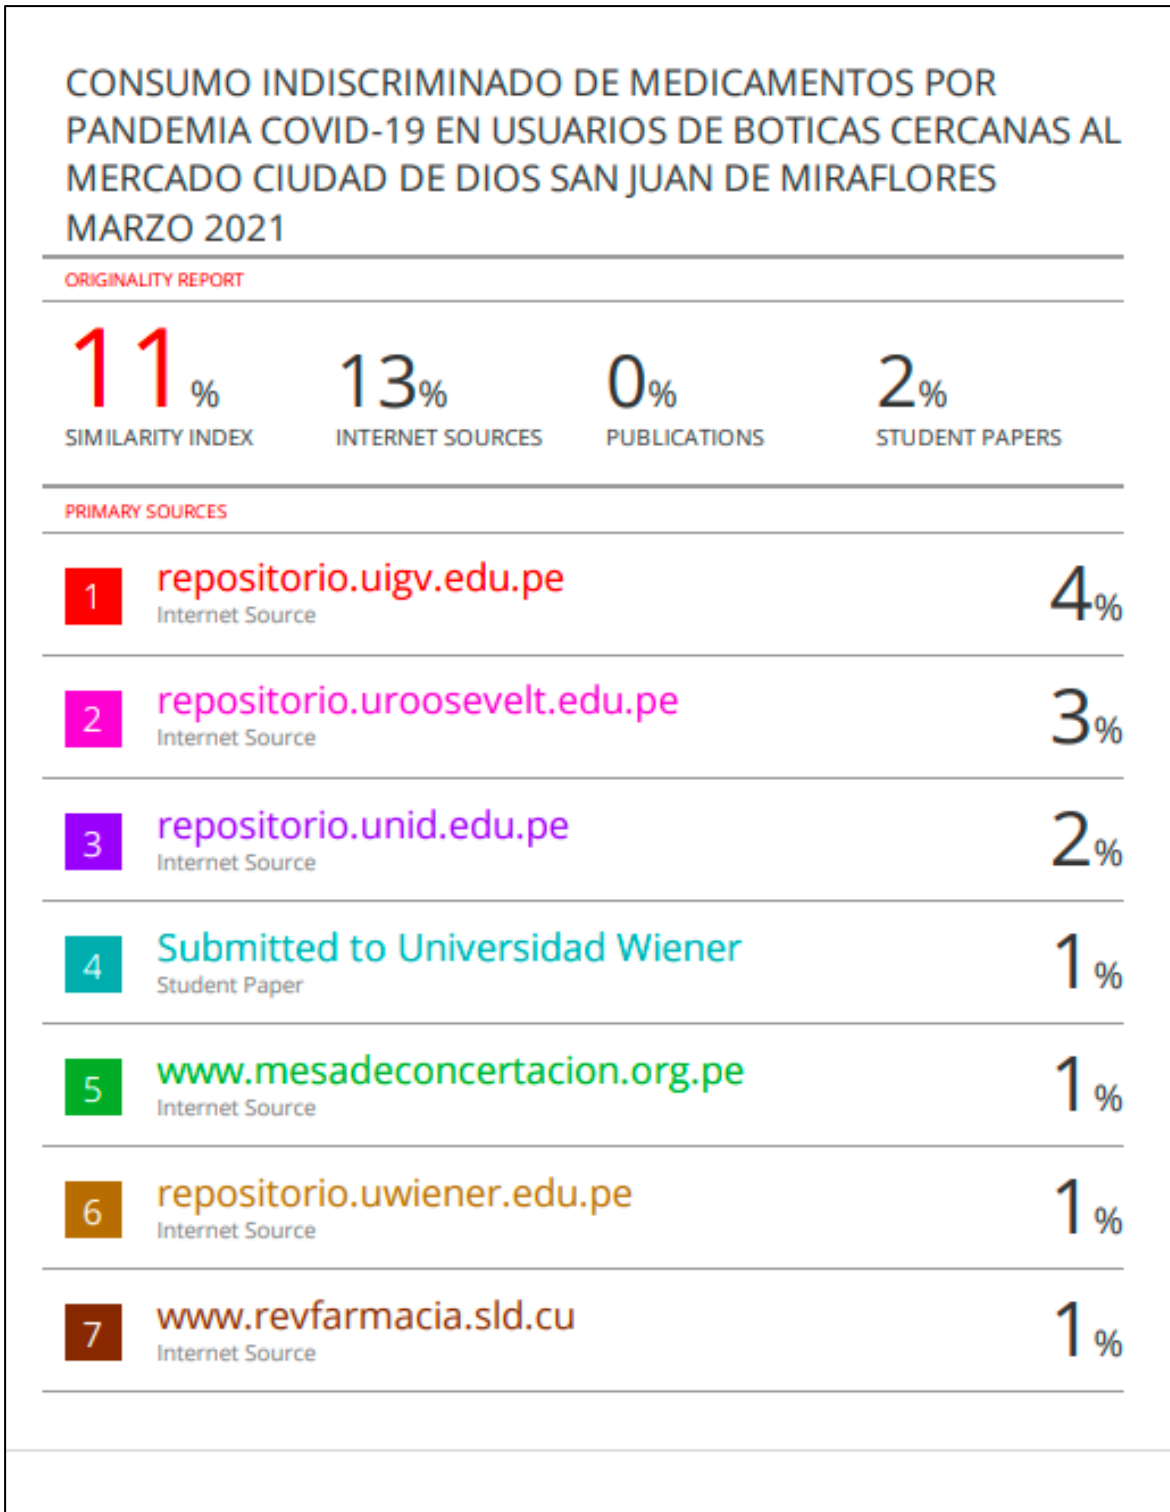 CONSUMO INDISCRIMINADO DE MEDICAMENTOS POR
PANDEMIA COVID-19 EN USUARIOS DE BOTICAS CERCANAS AL
MERCADO CIUDAD DE DIOS SAN JUAN DE MIRAFLORES
MARZO 2021
ORIGINALITY REPORT
11% 13% 0% 2%
SIMILARITY INDEX INTERNET SOURCES PUBLICATIONS STUDENT PAPERS
PRIMARY SOURCES
1 repositorio.uigv.edu.pe 4%
Internet Source
2 repositorio.uroosevelt.edu.pe 3%
Internet Source
3 repositorio.unid.edu.pe 2%
Internet Source
4 Submitted to Universidad Wiener 1%
Student Paper
5 www.mesadeconcertacion.org.pe 1%
Internet Source
6 repositorio.uwiener.edu.pe 1%
Internet Source
7 www.revfarmacia.sld.cu 1%
Internet Source